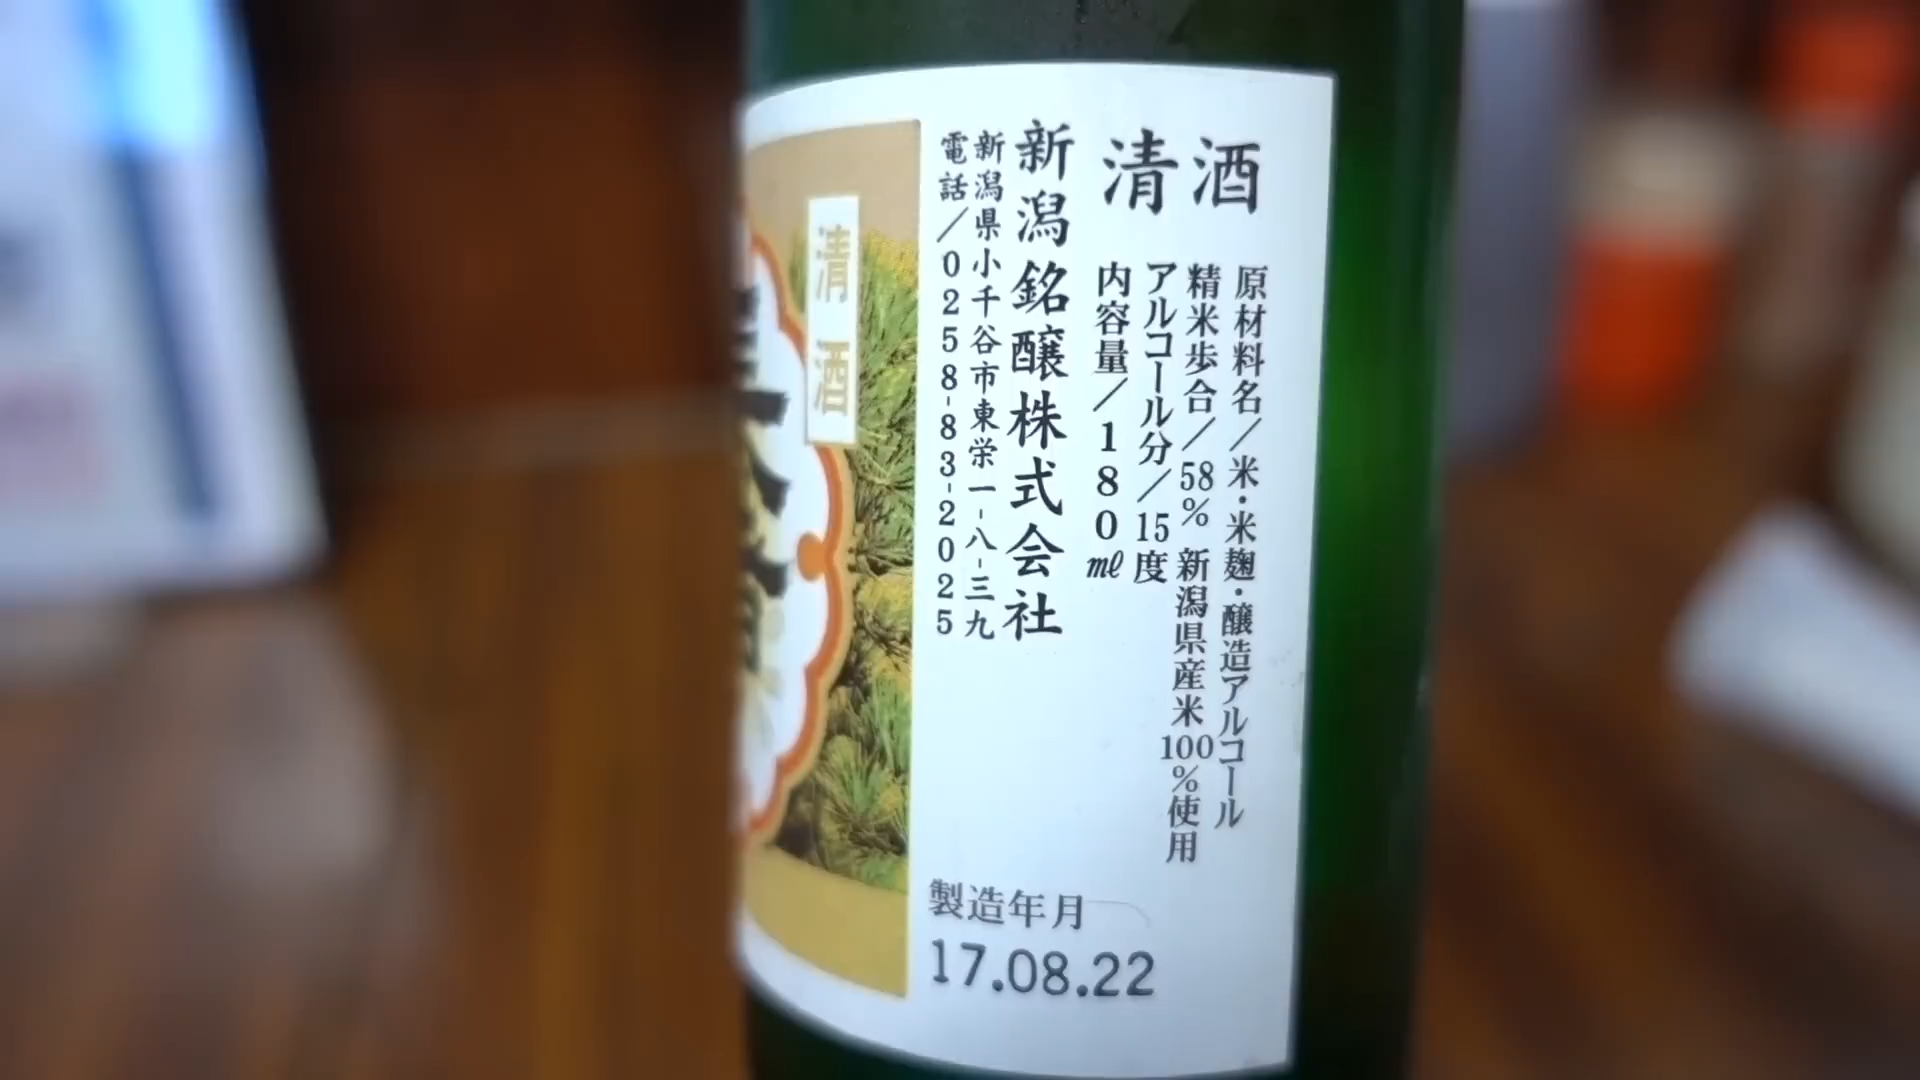 清酒
原材料名／米・米麹・醸造アルコール
精米歩合／58％ 新潟県産米100％使用
アルコール分／15度
内容量／180㎖
新潟銘醸株式会社
新潟県小千谷市東栄一-八-三九
電話／0258-83-2025
製造年月
17.08.22
清酒